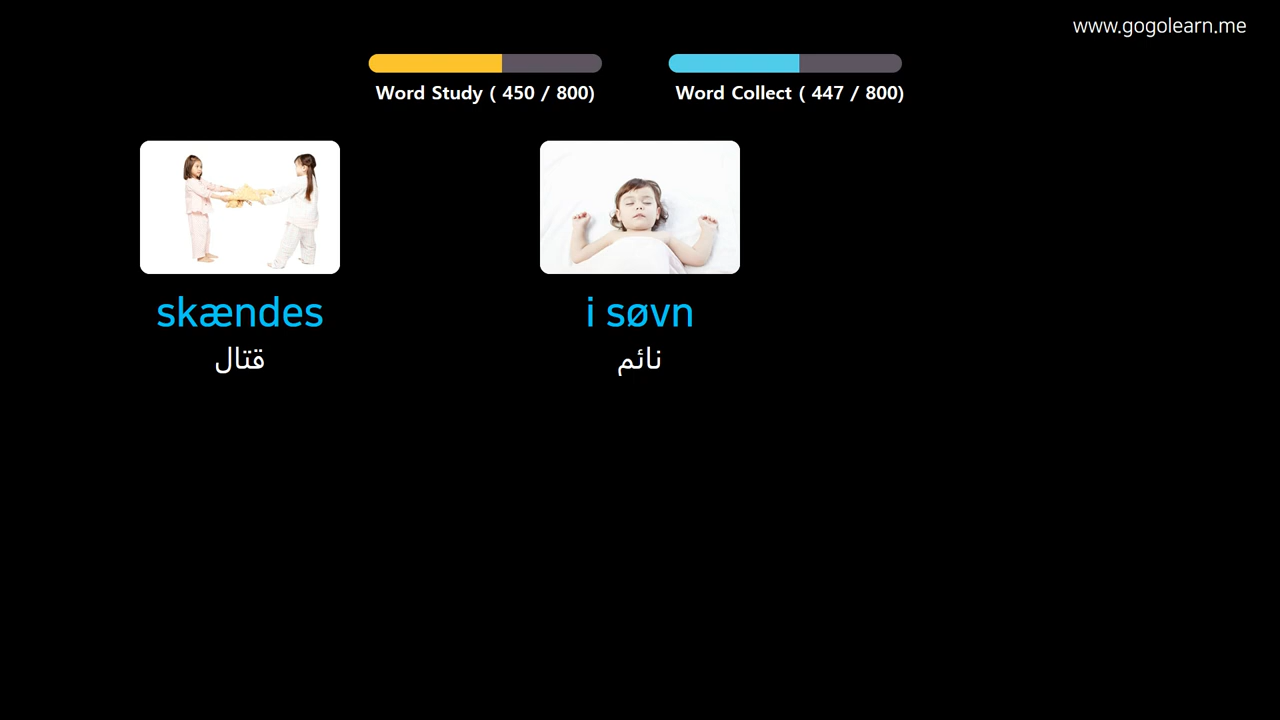 www.gogolearn.me
Word Study ( 450 / 800)
Word Collect ( 447 / 800)
skændes
قتال
i søvn
نائم